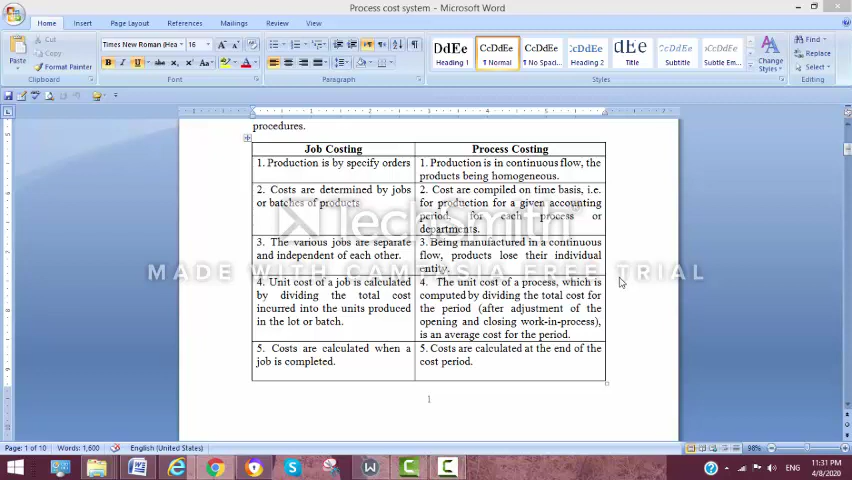 Process cost system - Microsoft Word
Home Insert Page Layout References Mailings Review View
Cut
Copy
Format Painter
Paste
Clipboard
Times New Roman (Hea 16
Font
Paragraph
DdEe CcDdEe CcDdEe CcDdEe DdEe CcDdEe CcDdEe
Heading 1 ¶ Normal ¶ No Spaci... Heading 2 Title Subtitle Subtle Em...
Change
Styles
Styles
Find
Replace
Select
Editing
procedures.
Job Costing
Process Costing
1. Production is by specify orders
1. Production is in continuous flow, the
products being homogeneous.
2. Costs are determined by jobs
or batches of products
2. Cost are compiled on time basis, i.e.
for production for a given accounting
period, for each process or
departments.
3. The various jobs are separate
and independent of each other.
3. Being manufactured in a continuous
flow, products lose their individual
entity.
4. Unit cost of a job is calculated
by dividing the total cost
incurred into the units produced
in the lot or batch.
4. The unit cost of a process, which is
computed by dividing the total cost for
the period (after adjustment of the
opening and closing work-in-process),
is an average cost for the period.
5. Costs are calculated when a
job is completed.
5. Costs are calculated at the end of the
cost period.
1
TechSmith
MADE WITH CAMTASIA FREE TRIAL
Page: 1 of 10 Words: 1,600 English (United States) 98%
ENG
11:31 PM
4/8/2020